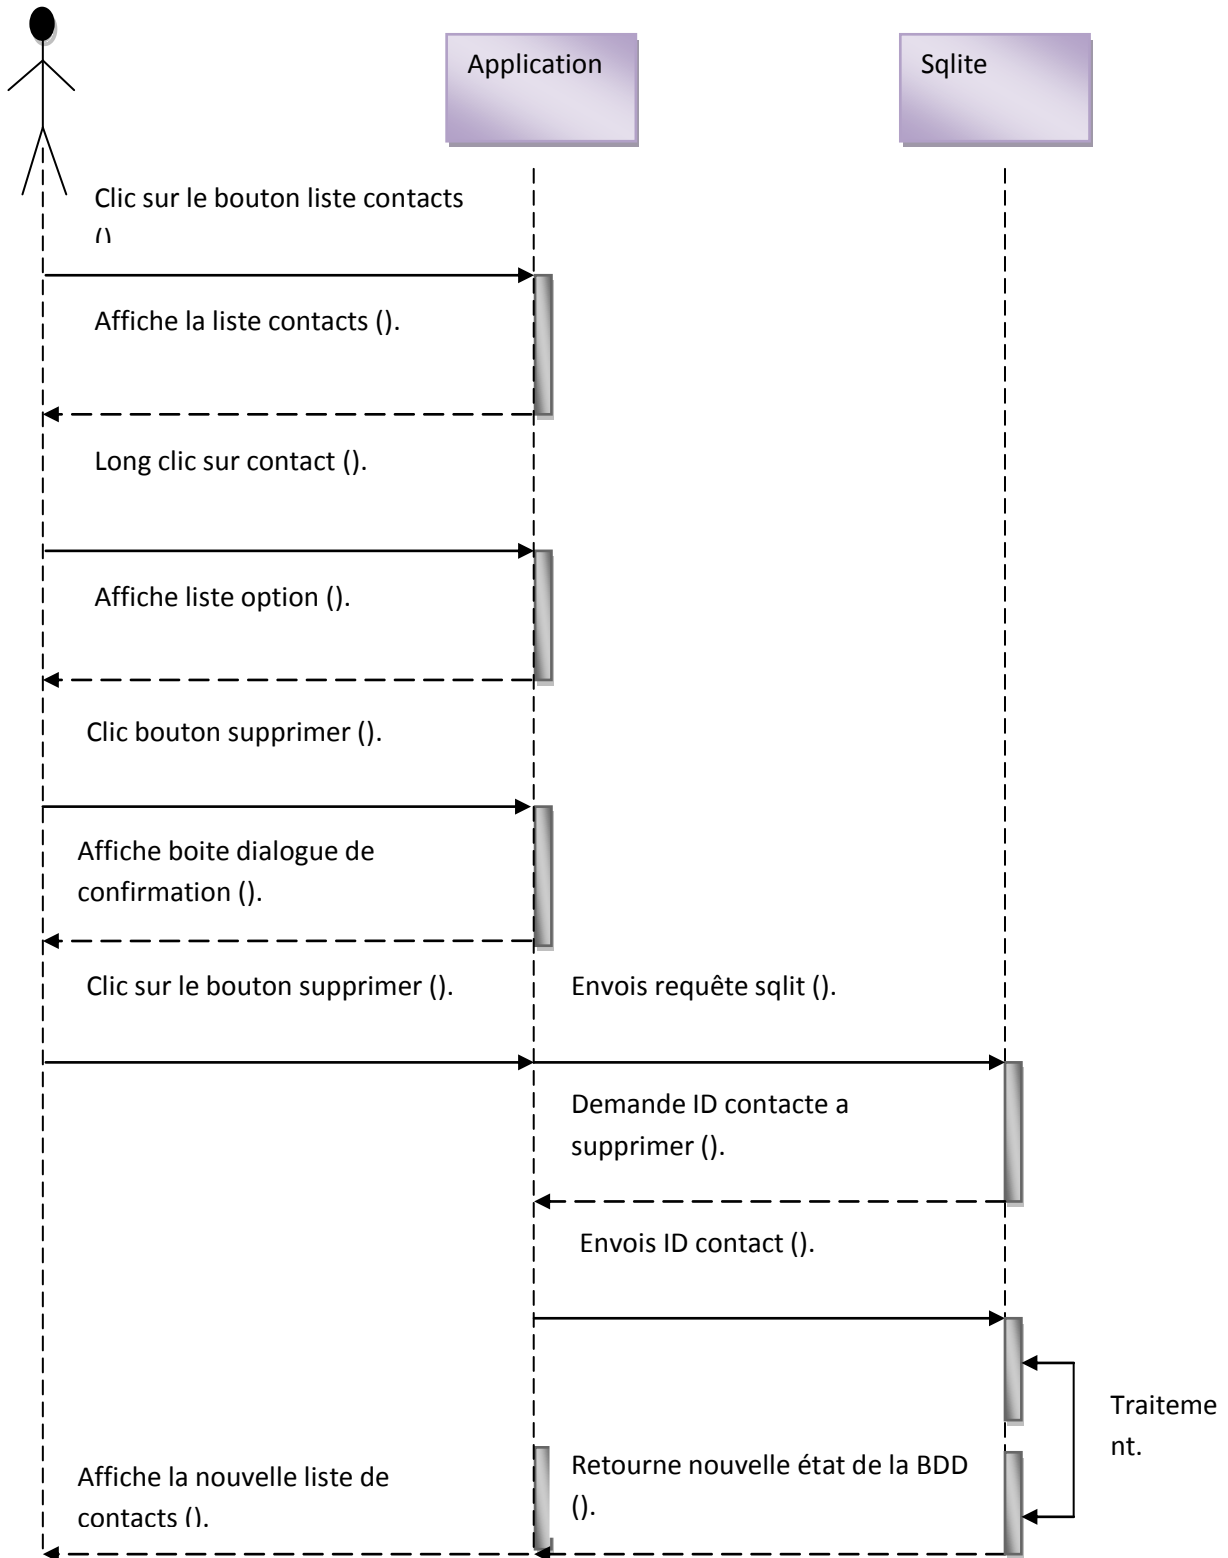 Application
Sqlite
Clic sur le bouton liste contacts
()
Affiche la liste contacts ().
Long clic sur contact ().
Affiche liste option ().
Clic bouton supprimer ().
Affiche boite dialogue de
confirmation ().
Clic sur le bouton supprimer ().
Envois requête sqlit ().
Demande ID contacte a
supprimer ().
Envois ID contact ().
Traiteme
nt.
Retourne nouvelle état de la BDD
().
Affiche la nouvelle liste de
contacts ().